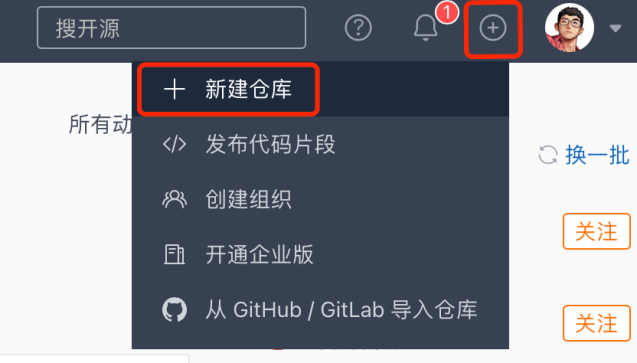 搜开源
1
新建仓库
所有动
发布代码片段
换一批
创建组织
关注
开通企业版
从 GitHub / GitLab 导入仓库
关注